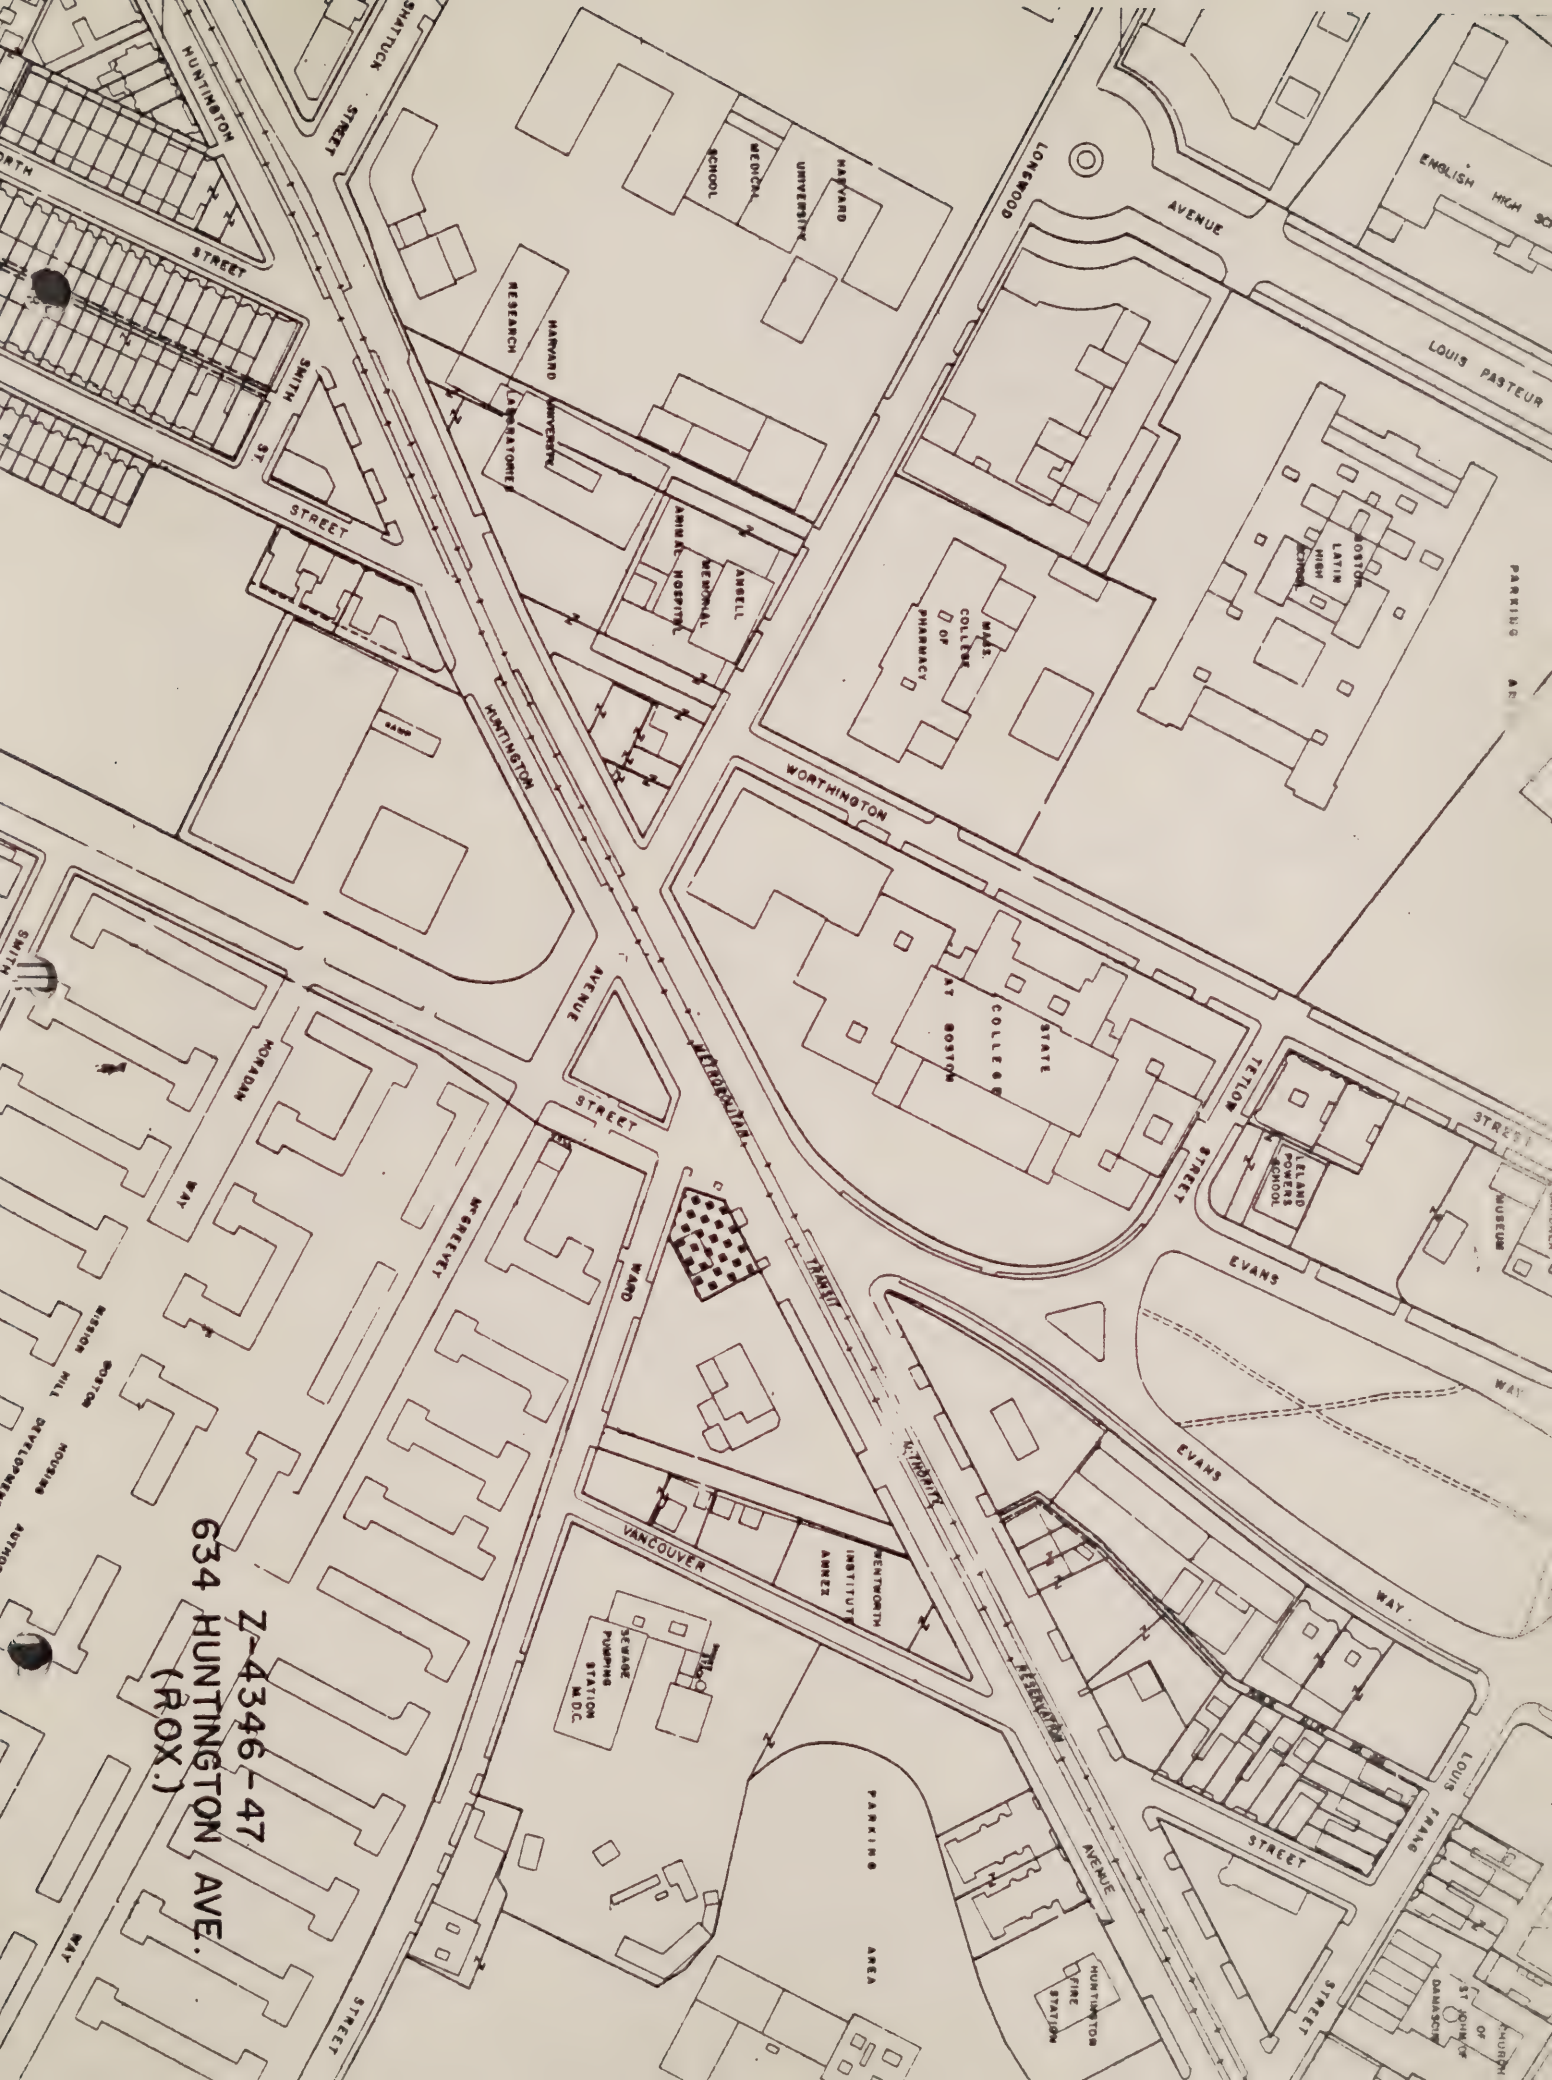 SHATTUCK
STREET
HUNTINGTON
STREET
SMITH
ST
STREET
HARVARD
UNIVERSITY
MEDICAL
SCHOOL
HARVARD UNIVERSITY
RESEARCH LABORATORIES
LONGWOOD
AVENUE
LOUIS PASTEUR
ENGLISH HIGH
BOSTON
LATIN
HIGH
SCHOOL
PARKING
ANGELL
MEMORIAL
ANIMAL HOSPITAL
MASS.
COLLEGE
OF
PHARMACY
RAMP
HUNTINGTON
AVENUE
WORTHINGTON
STREET
STATE
COLLEGE
AT BOSTON
TETLOW
STREET
LELAND
POWERS
SCHOOL
MUSEUM
EVANS
WAY
EVANS
WAY
SMITH
HORADAN
WAY
McGREEVEY
WAY
STREET
WARD
STREET
METROPOLITAN
TRANSIT
RESERVATION
VANCOUVER
WENTWORTH
INSTITUTE
ANNEX
SEWAGE
PUMPING
STATION
M.D.C.
MISSION HILL DEVELOPMENT
BOSTON HOUSING
PARKING AREA
AVENUE
HUNTINGTON
FIRE
STATION
LOUIS
PRANG
STREET
STREET
CHURCH
OF
ST JOHN OF
DAMASCUS
Z-4346-47
634 HUNTINGTON AVE.
(ROX.)